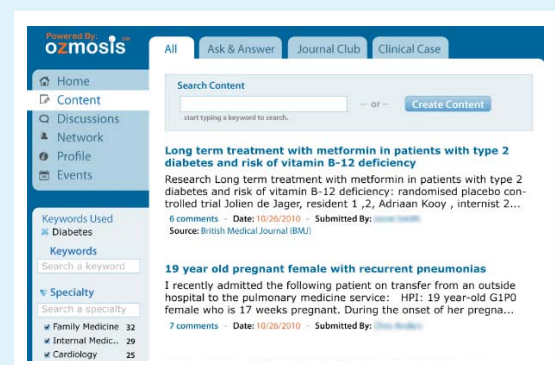 Powered By:
ozmosis
All
Ask & Answer
Journal Club
Clinical Case
Home
Content
Discussions
Network
Profile
Events
Search Content
-- or --
Create Content
start typing a keyword to search.
Long term treatment with metformin in patients with type 2
diabetes and risk of vitamin B-12 deficiency
Research Long term treatment with metformin in patients with type 2
diabetes and risk of vitamin B-12 deficiency: randomised placebo con-
trolled trial Jolien de Jager, resident 1 ,2, Adriaan Kooy , internist 2...
6 comments - Date: 10/26/2010 - Submitted By:
Source: British Medical Journal (BMJ)
Keywords Used
Diabetes
Keywords
Search a keyword
Specialty
Search a specialty
Family Medicine 32
Internal Medic.. 29
Cardiology 25
19 year old pregnant female with recurrent pneumonias
I recently admitted the following patient on transfer from an outside
hospital to the pulmonary medicine service: HPI: 19 year-old G1P0
female who is 17 weeks pregnant. During the onset of her pregna...
7 comments - Date: 10/26/2010 - Submitted By: